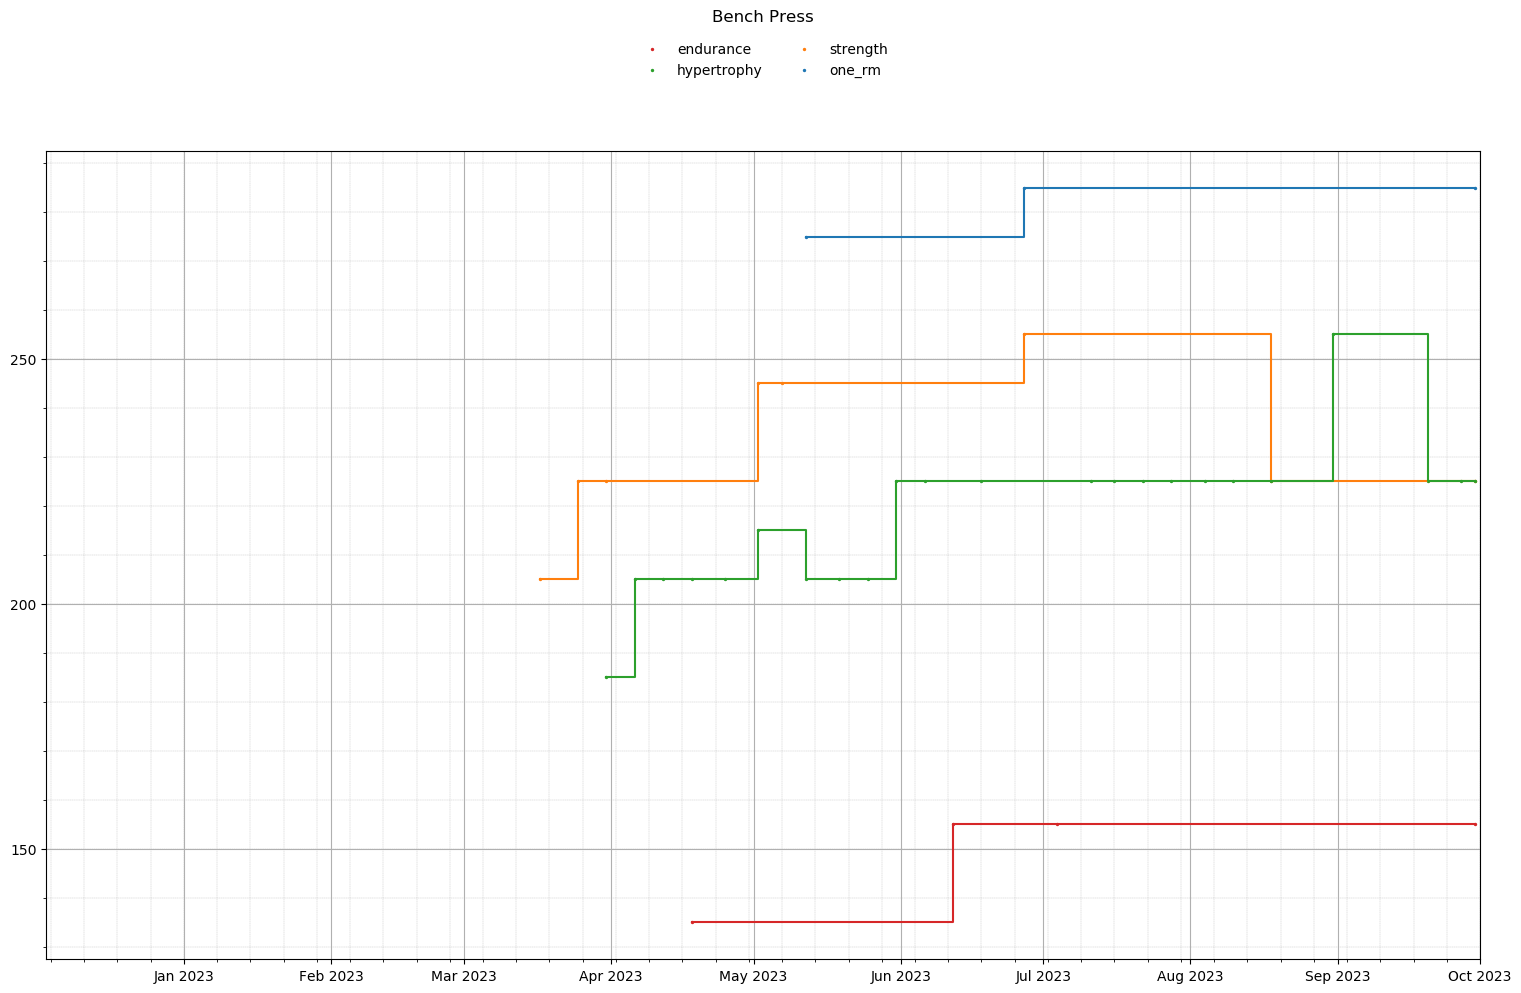 Bench Press
endurance strength
hypertrophy one_rm
250
200
150
Jan 2023 Feb 2023 Mar 2023 Apr 2023 May 2023 Jun 2023 Jul 2023 Aug 2023 Sep 2023 Oct 2023